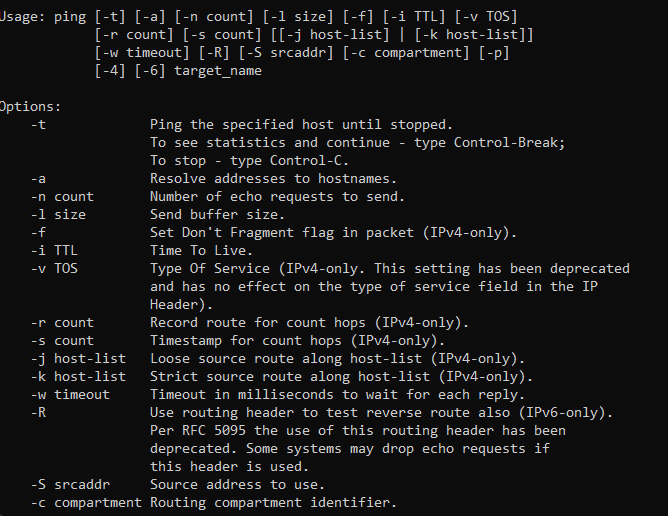 Usage: ping [-t] [-a] [-n count] [-l size] [-f] [-i TTL] [-v TOS]
            [-r count] [-s count] [[-j host-list] | [-k host-list]]
            [-w timeout] [-R] [-S srcaddr] [-c compartment] [-p]
            [-4] [-6] target_name

Options:
    -t             Ping the specified host until stopped.
                   To see statistics and continue - type Control-Break;
                   To stop - type Control-C.
    -a             Resolve addresses to hostnames.
    -n count       Number of echo requests to send.
    -l size        Send buffer size.
    -f             Set Don't Fragment flag in packet (IPv4-only).
    -i TTL         Time To Live.
    -v TOS         Type Of Service (IPv4-only. This setting has been deprecated
                   and has no effect on the type of service field in the IP
                   Header).
    -r count       Record route for count hops (IPv4-only).
    -s count       Timestamp for count hops (IPv4-only).
    -j host-list   Loose source route along host-list (IPv4-only).
    -k host-list   Strict source route along host-list (IPv4-only).
    -w timeout     Timeout in milliseconds to wait for each reply.
    -R             Use routing header to test reverse route also (IPv6-only).
                   Per RFC 5095 the use of this routing header has been
                   deprecated. Some systems may drop echo requests if
                   this header is used.
    -S srcaddr     Source address to use.
    -c compartment Routing compartment identifier.